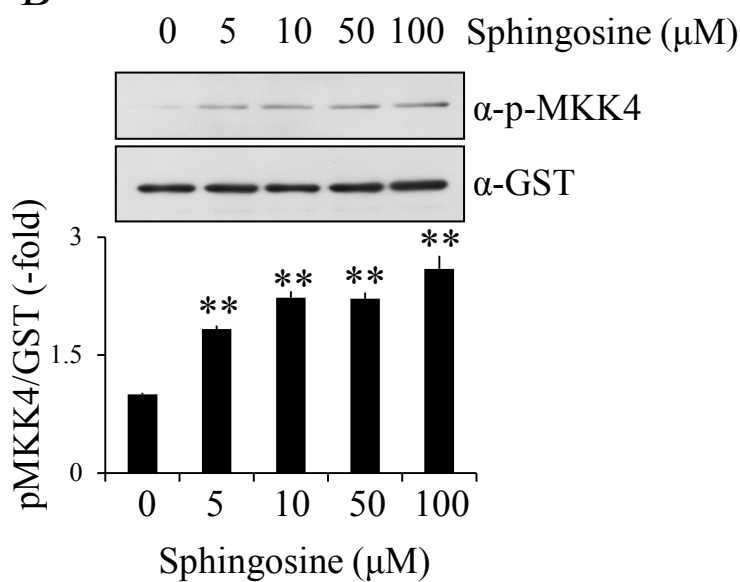 B
0 5 10 50 100 Sphingosine (μM)
α-p-MKK4
α-GST
pMKK4/GST (-fold)
3
1.5
0
** ** ** **
0 5 10 50 100
Sphingosine (μM)